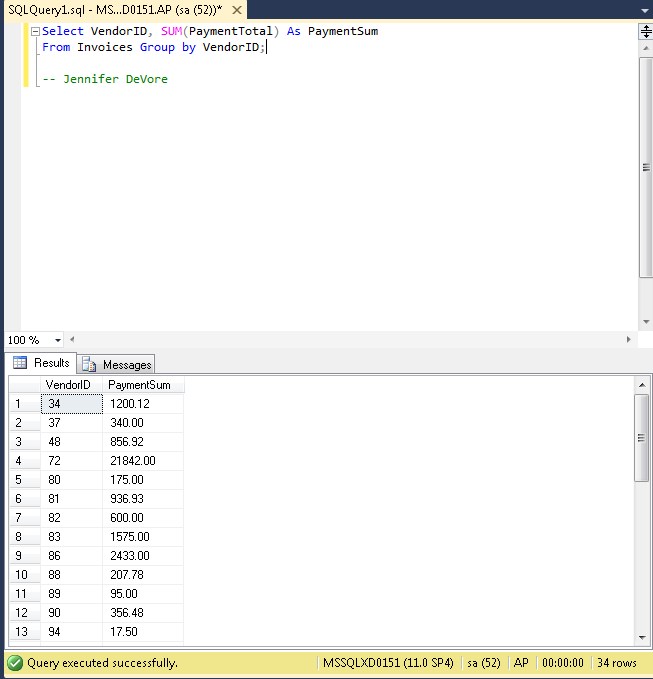 SQLQuery1.sql - MS...D0151.AP (sa (52))*
Select VendorID, SUM(PaymentTotal) As PaymentSum
From Invoices Group by VendorID;
-- Jennifer DeVore
100 %
Results Messages
VendorID PaymentSum
1 34 1200.12
2 37 340.00
3 48 856.92
4 72 21842.00
5 80 175.00
6 81 936.93
7 82 600.00
8 83 1575.00
9 86 2433.00
10 88 207.78
11 89 95.00
12 90 356.48
13 94 17.50
Query executed successfully. MSSQLXD0151 (11.0 SP4) sa (52) AP 00:00:00 34 rows